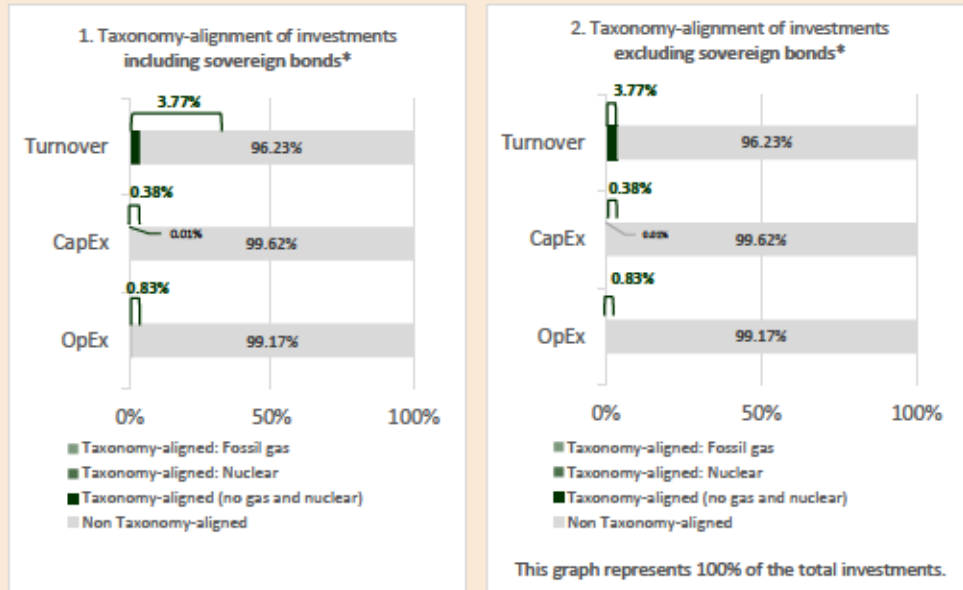 1. Taxonomy-alignment of investments
including sovereign bonds*
3.77%
Turnover
96.23%
0.38%
0.01%
CapEx
99.62%
0.83%
OpEx
99.17%
0%
50%
100%
Taxonomy-aligned: Fossil gas
Taxonomy-aligned: Nuclear
Taxonomy-aligned (no gas and nuclear)
Non Taxonomy-aligned
2. Taxonomy-alignment of investments
excluding sovereign bonds*
3.77%
Turnover
96.23%
0.38%
0.01%
CapEx
99.62%
0.83%
OpEx
99.17%
0%
50%
100%
Taxonomy-aligned: Fossil gas
Taxonomy-aligned: Nuclear
Taxonomy-aligned (no gas and nuclear)
Non Taxonomy-aligned
This graph represents 100% of the total investments.